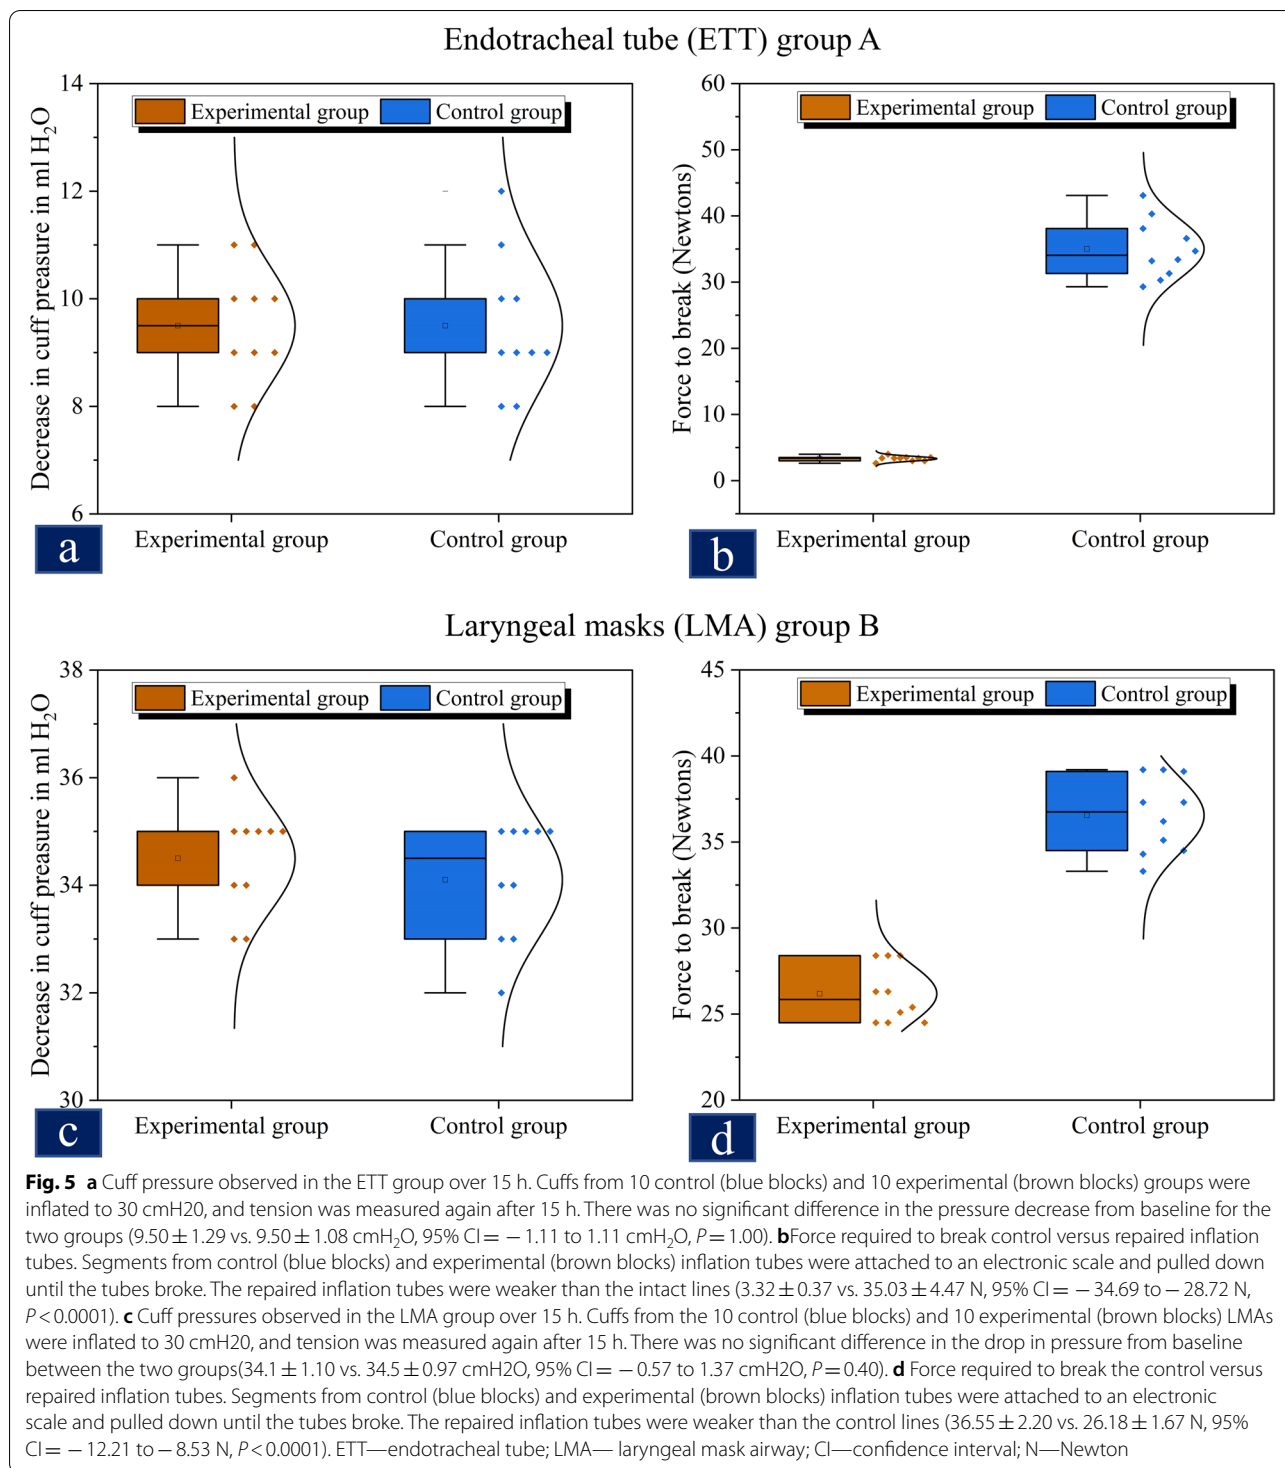 Endotracheal tube (ETT) group A
Decrease in cuff preasure in ml H₂O
14
12
10
8
6
Experimental group
Control group
Experimental group
Control group
a
Force to break (Newtons)
60
50
40
30
20
10
0
Experimental group
Control group
Experimental group
Control group
b
Laryngeal masks (LMA) group B
Decrease in cuff preasure in ml H₂O
38
36
34
32
30
Experimental group
Control group
Experimental group
Control group
c
Force to break (Newtons)
45
40
35
30
25
20
Experimental group
Control group
Experimental group
Control group
d
Fig. 5 a Cuff pressure observed in the ETT group over 15 h. Cuffs from 10 control (blue blocks) and 10 experimental (brown blocks) groups were
inflated to 30 cmH20, and tension was measured again after 15 h. There was no significant difference in the pressure decrease from baseline for the
two groups (9.50 ± 1.29 vs. 9.50 ± 1.08 cmH₂O, 95% CI = − 1.11 to 1.11 cmH₂O, P = 1.00). bForce required to break control versus repaired inflation
tubes. Segments from control (blue blocks) and experimental (brown blocks) inflation tubes were attached to an electronic scale and pulled down
until the tubes broke. The repaired inflation tubes were weaker than the intact lines (3.32 ± 0.37 vs. 35.03 ± 4.47 N, 95% CI = − 34.69 to − 28.72 N,
P < 0.0001). c Cuff pressures observed in the LMA group over 15 h. Cuffs from the 10 control (blue blocks) and 10 experimental (brown blocks) LMAs
were inflated to 30 cmH20, and tension was measured again after 15 h. There was no significant difference in the drop in pressure from baseline
between the two groups(34.1 ± 1.10 vs. 34.5 ± 0.97 cmH2O, 95% CI = − 0.57 to 1.37 cmH2O, P = 0.40). d Force required to break the control versus
repaired inflation tubes. Segments from control (blue blocks) and experimental (brown blocks) inflation tubes were attached to an electronic
scale and pulled down until the tubes broke. The repaired inflation tubes were weaker than the control lines (36.55 ± 2.20 vs. 26.18 ± 1.67 N, 95%
CI = − 12.21 to − 8.53 N, P < 0.0001). ETT—endotracheal tube; LMA— laryngeal mask airway; CI—confidence interval; N—Newton